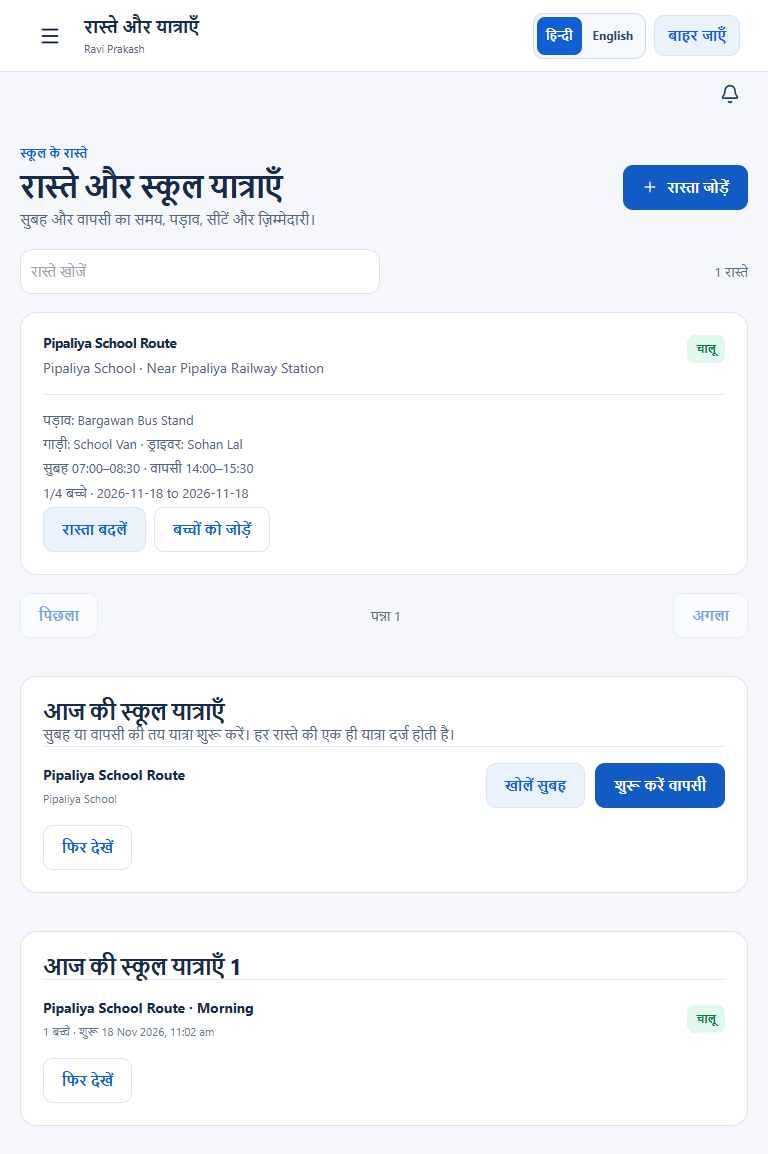 रास्ते और यात्राएँ
Ravi Prakash
हिन्दी English
बाहर जाएँ
स्कूल के रास्ते
रास्ते और स्कूल यात्राएँ
+ रास्ता जोड़ें
सुबह और वापसी का समय, पड़ाव, सीटें और ज़िम्मेदारी।
रास्ते खोजें
1 रास्ते
Pipaliya School Route
चालू
Pipaliya School · Near Pipaliya Railway Station
पड़ाव: Bargawan Bus Stand
गाड़ी: School Van · ड्राइवर: Sohan Lal
सुबह 07:00–08:30 · वापसी 14:00–15:30
1/4 बच्चे · 2026-11-18 to 2026-11-18
रास्ता बदलें
बच्चों को जोड़ें
पिछला
पन्ना 1
अगला
आज की स्कूल यात्राएँ
सुबह या वापसी की तय यात्रा शुरू करें। हर रास्ते की एक ही यात्रा दर्ज होती है।
Pipaliya School Route
Pipaliya School
खोलें सुबह
शुरू करें वापसी
फिर देखें
आज की स्कूल यात्राएँ 1
Pipaliya School Route · Morning
1 बच्चे · शुरू 18 Nov 2026, 11:02 am
चालू
फिर देखें